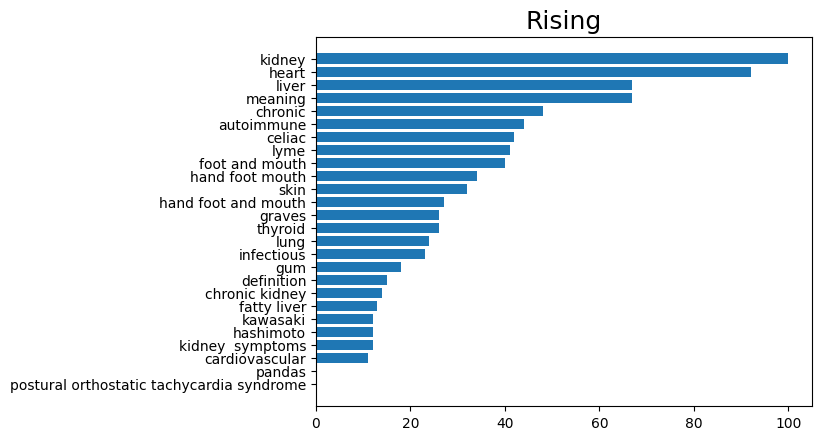 Rising
kidney
heart
liver
meaning
chronic
autoimmune
celiac
lyme
foot and mouth
hand foot mouth
skin
hand foot and mouth
graves
thyroid
lung
infectious
gum
definition
chronic kidney
fatty liver
kawasaki
hashimoto
kidney  symptoms
cardiovascular
pandas
postural orthostatic tachycardia syndrome
0 20 40 60 80 100